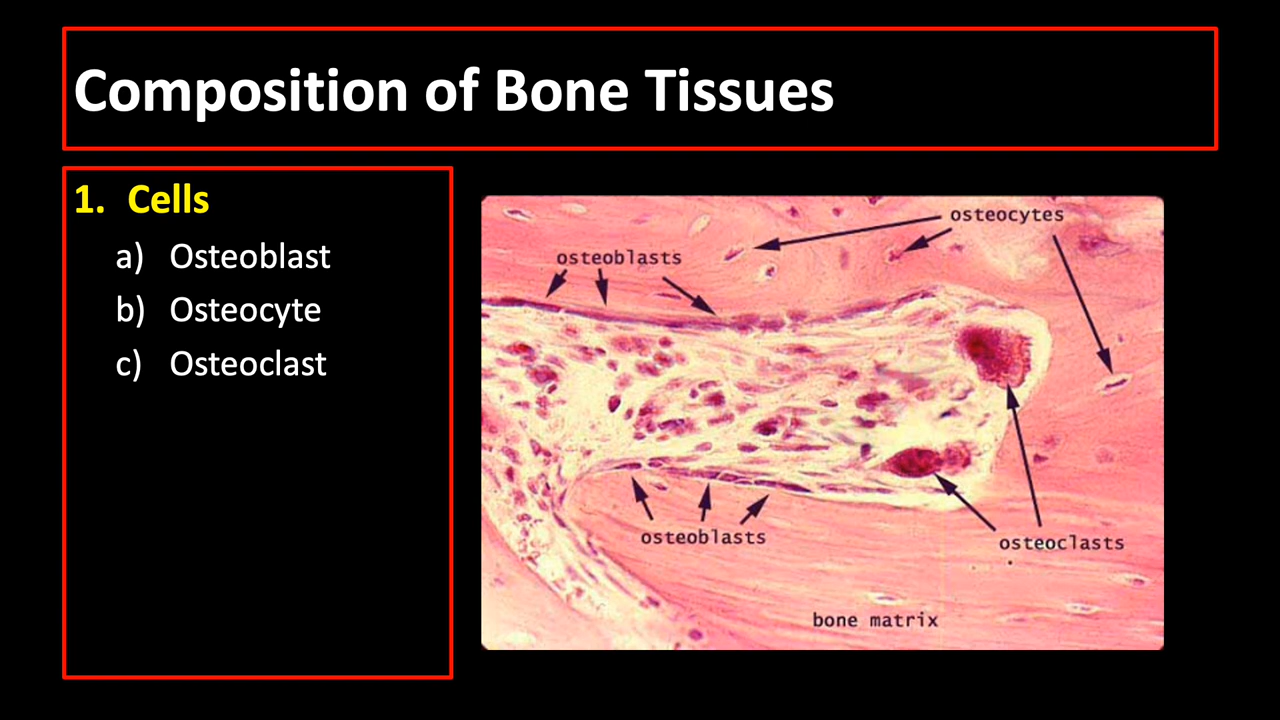 Composition of Bone Tissues
1. Cells
a) Osteoblast
b) Osteocyte
c) Osteoclast
osteocytes
osteoblasts
osteoblasts
osteoclasts
bone matrix